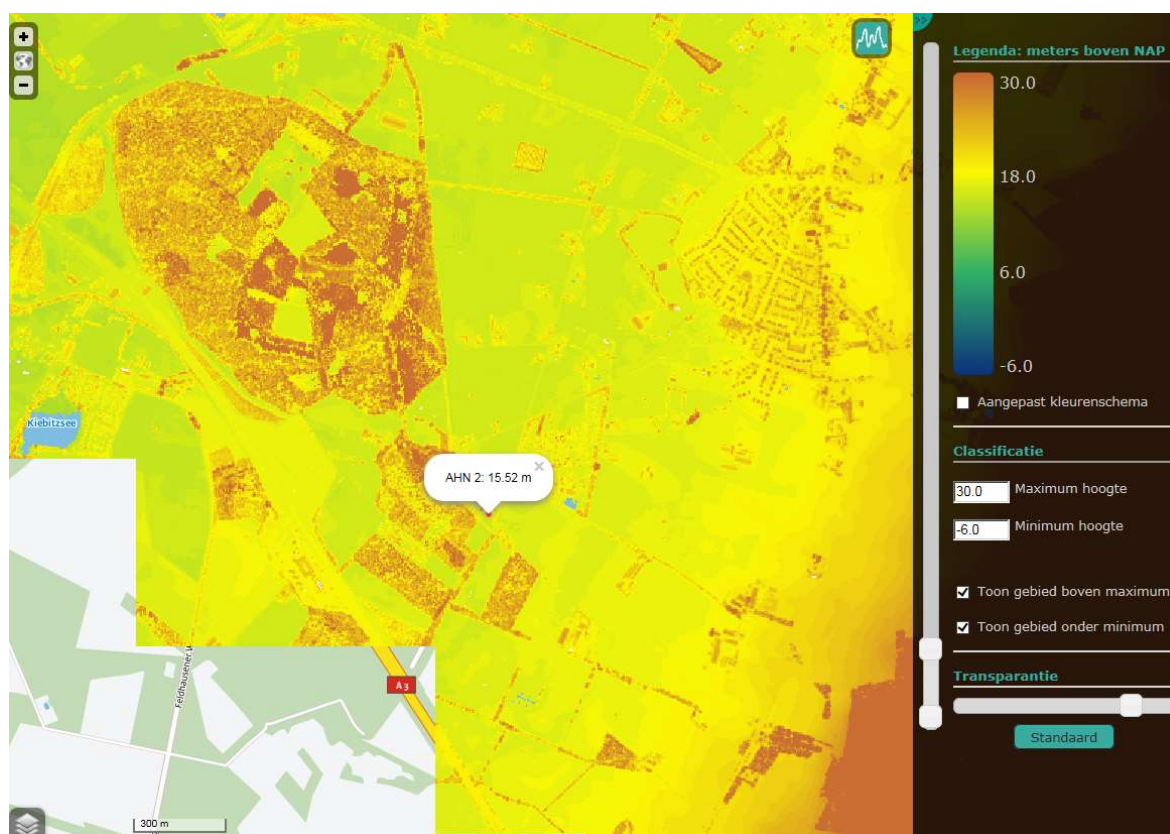 +
−
>>
Legenda: meters boven NAP
30.0
18.0
6.0
-6.0
Aangepast kleurenschema
Classificatie
30.0 Maximum hoogte
-6.0 Minimum hoogte
Toon gebied boven maximum
Toon gebied onder minimum
Transparantie
Standaard
Kiebitzsee
AHN 2: 15.52 m
×
A 3
300 m